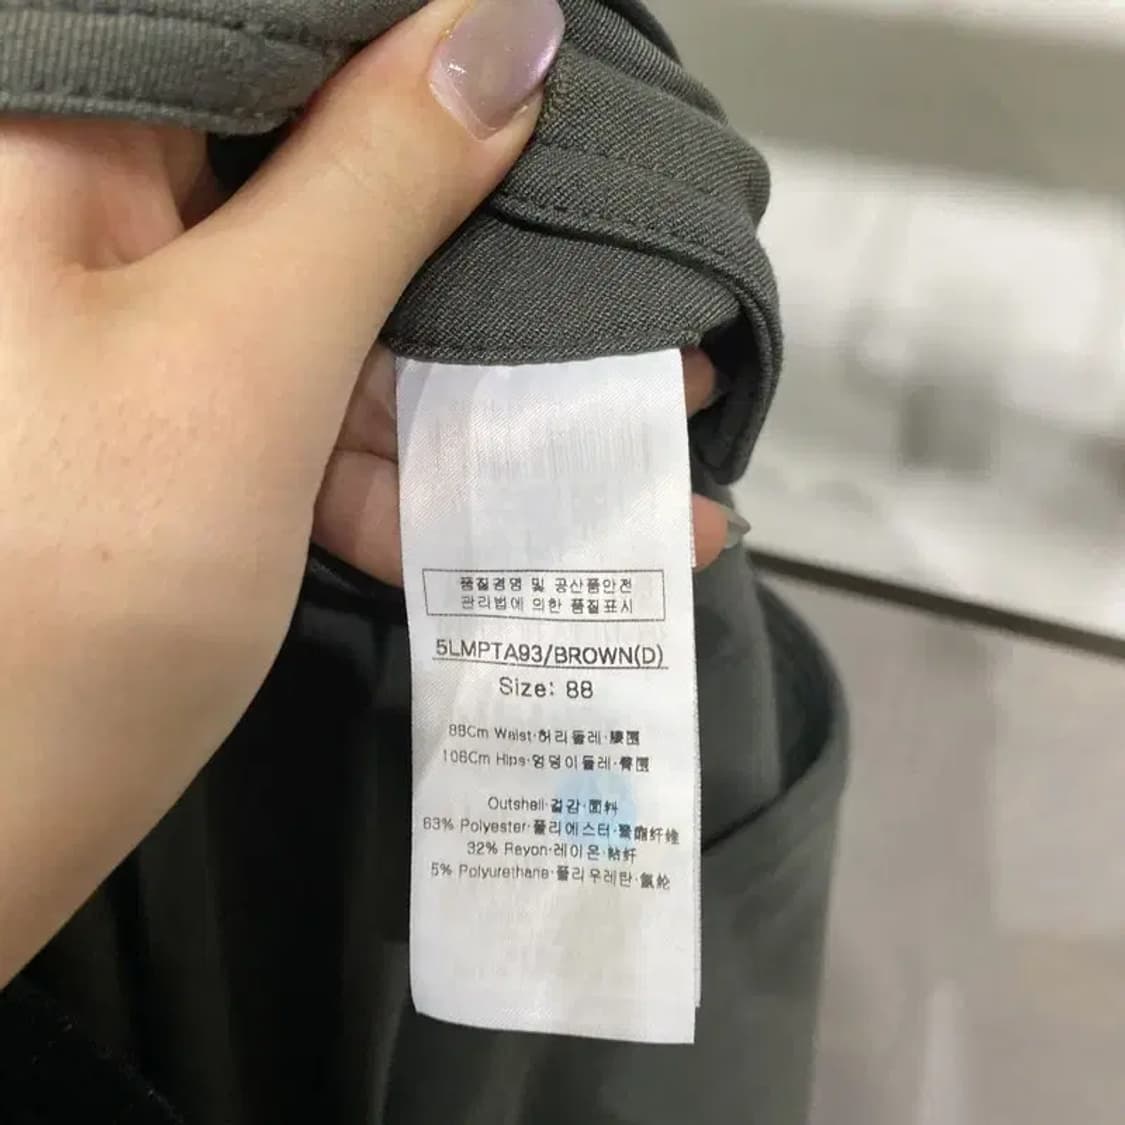 품질경영 및 공산품안전
관리법에 의한 품질표시
5LMPTA93/BROWN(D)
Size: 88
88Cm Waist·허리둘레·腰围
106Cm Hips·엉덩이둘레·臀围
Outshell·겉감·面料
63% Polyester·폴리에스터·聚酯纤维
32% Rayon·레이온·粘纤
5% Polyurethane·폴리우레탄·氨纶